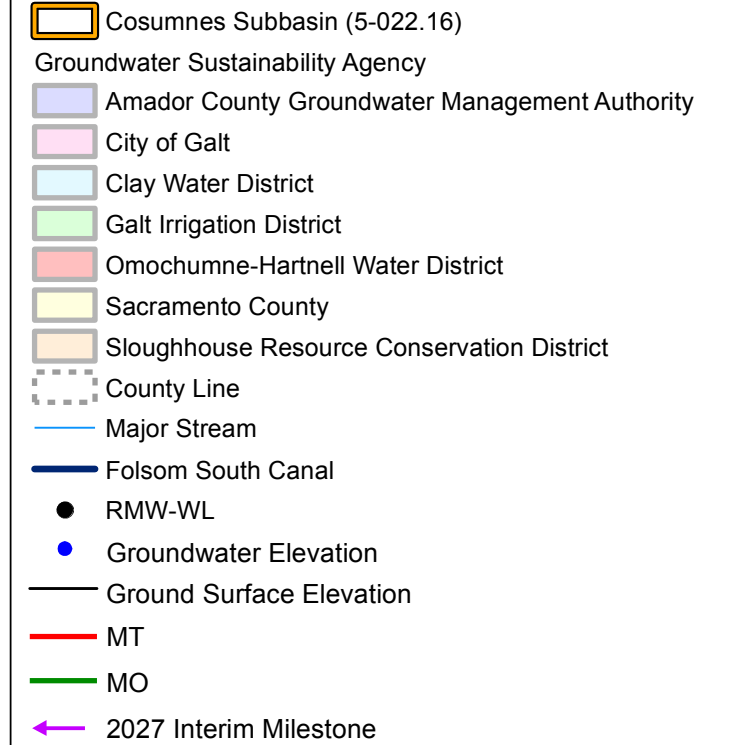 Cosumnes Subbasin (5-022.16)
Groundwater Sustainability Agency
Amador County Groundwater Management Authority
City of Galt
Clay Water District
Galt Irrigation District
Omochumne-Hartnell Water District
Sacramento County
Sloughhouse Resource Conservation District
County Line
Major Stream
Folsom South Canal
RMW-WL
Groundwater Elevation
Ground Surface Elevation
MT
MO
2027 Interim Milestone